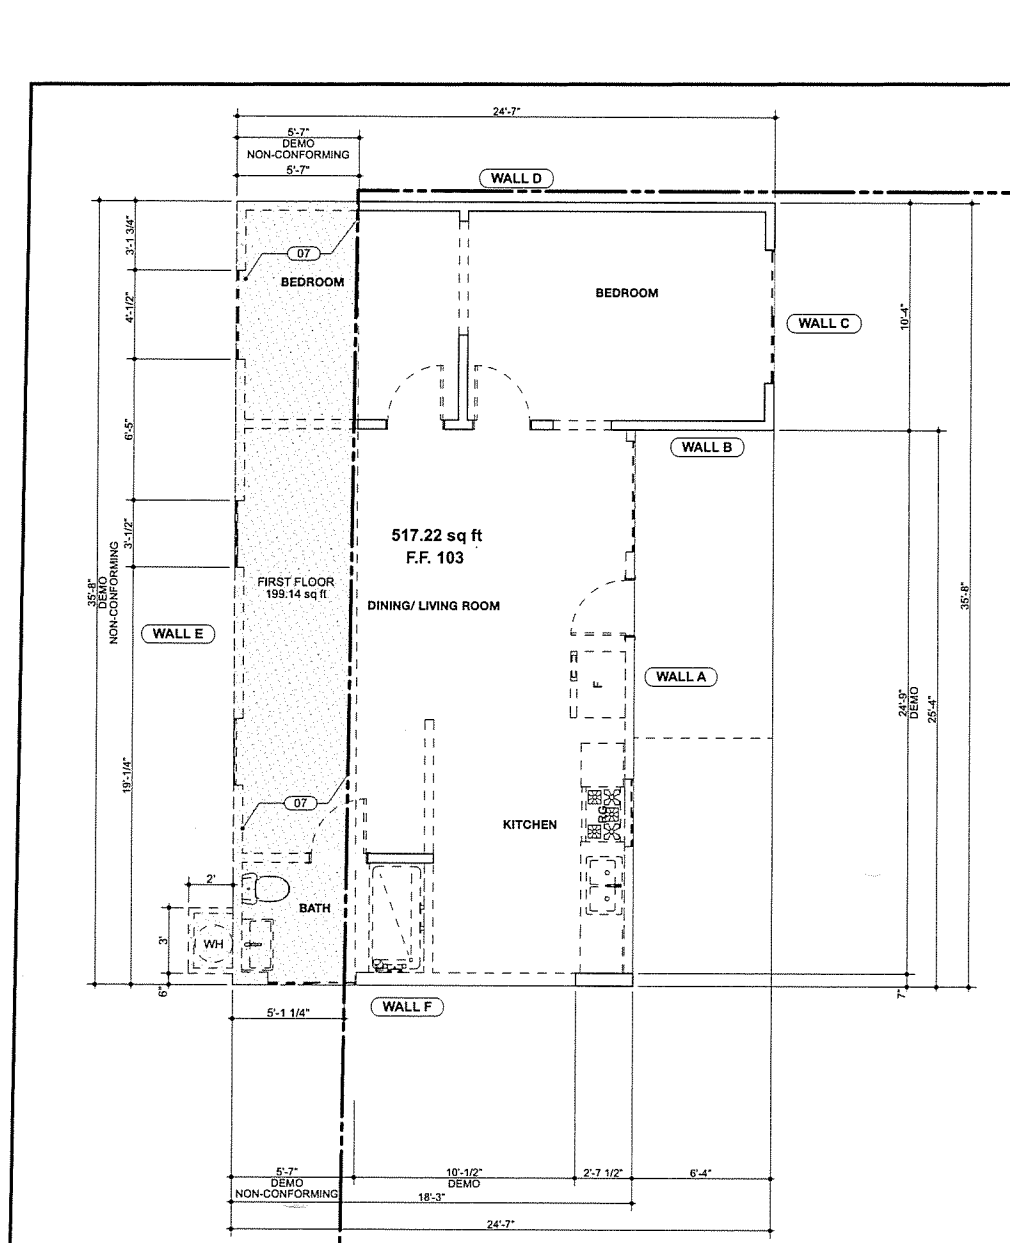 24'-7"
5'-7"
DEMO
NON-CONFORMING
5'-7"
WALL D
07
BEDROOM
BEDROOM
WALL C
3'-1 3/4"
4'-1/2"
6'-5"
3'-1/2"
19'-1/4"
35'-8"
DEMO
NON-CONFORMING
10'-4"
WALL B
517.22 sq ft
F.F. 103
FIRST FLOOR
199.14 sq ft
DINING/ LIVING ROOM
WALL E
WALL A
F
24'-9"
DEMO
25'-4"
35'-8"
07
KITCHEN
RG
2'
BATH
WH
3'
6"
7"
WALL F
5'-1 1/4"
5'-7"
DEMO
NON-CONFORMING
10'-1/2"
DEMO
2'-7 1/2"
6'-4"
18'-3"
24'-7"